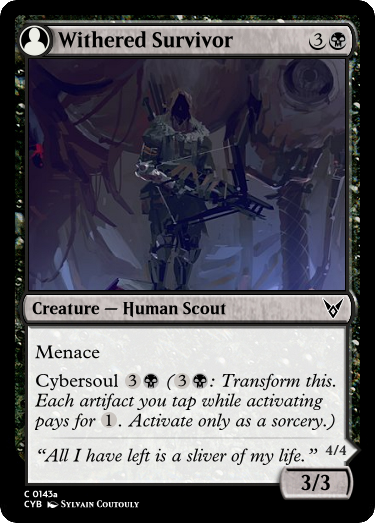 Withered Survivor 3
Creature — Human Scout
Menace
Cybersoul 3 (3: Transform this.
Each artifact you tap while activating
pays for 1. Activate only as a sorcery.)
“All I have left is a sliver of my life.” 4/4
3/3
C 0143a
CYB Sylvain Coutouly